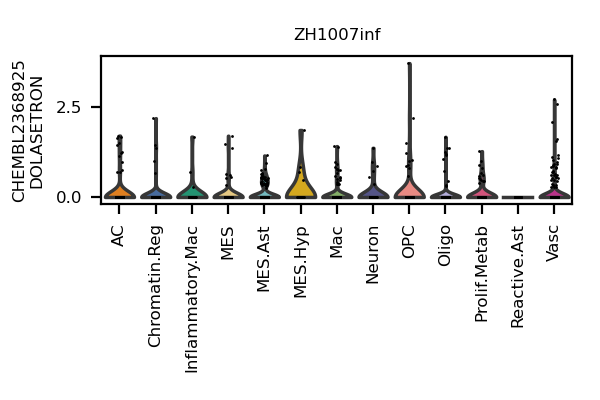 ZH1007inf
CHEMBL2368925
DOLASETRON
2.5
0.0
AC
Chromatin.Reg
Inflammatory.Mac
MES
MES.Ast
MES.Hyp
Mac
Neuron
OPC
Oligo
Prolif.Metab
Reactive.Ast
Vasc